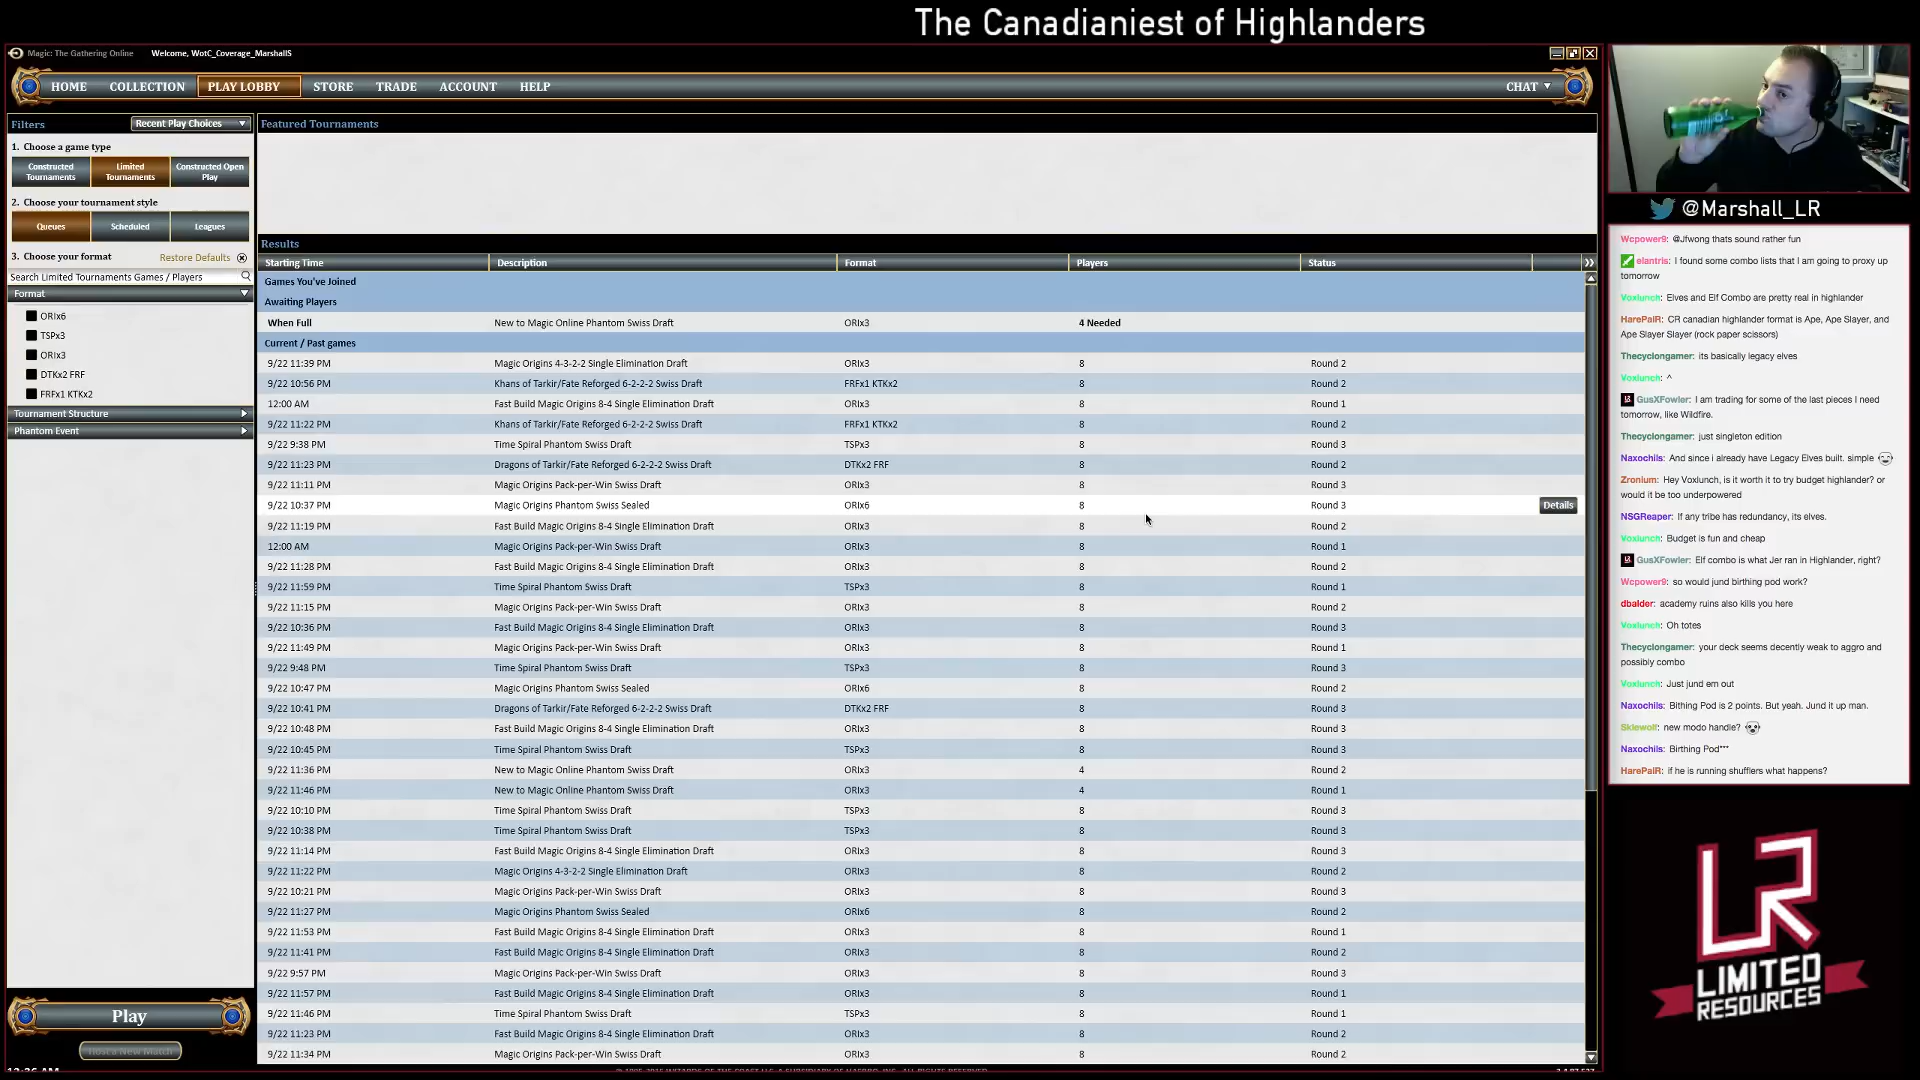 The Canadianiest of Highlanders
Magic: The Gathering Online Welcome, WotC_Coverage_MarshallS
HOME COLLECTION PLAY LOBBY STORE TRADE ACCOUNT HELP CHAT
Filters Recent Play Choices
1. Choose a game type
Constructed Tournaments Limited Tournaments Constructed Open Play
2. Choose your tournament style
Queues Scheduled Leagues
3. Choose your format Restore Defaults
Search Limited Tournaments Games / Players
Format
ORIx6
TSPx3
ORIx3
DTKx2 FRF
FRFx1 KTKx2
Tournament Structure
Phantom Event
Play
Host a New Match
Featured Tournaments
Results
Starting Time Description Format Players Status
Games You've Joined
Awaiting Players
When Full New to Magic Online Phantom Swiss Draft ORIx3 4 Needed
Current / Past games
9/22 11:39 PM Magic Origins 4-3-2-2 Single Elimination Draft ORIx3 8 Round 2
9/22 10:56 PM Khans of Tarkir/Fate Reforged 6-2-2-2 Swiss Draft FRFx1 KTKx2 8 Round 2
12:00 AM Fast Build Magic Origins 8-4 Single Elimination Draft ORIx3 8 Round 1
9/22 11:22 PM Khans of Tarkir/Fate Reforged 6-2-2-2 Swiss Draft FRFx1 KTKx2 8 Round 2
9/22 9:38 PM Time Spiral Phantom Swiss Draft TSPx3 8 Round 3
9/22 11:23 PM Dragons of Tarkir/Fate Reforged 6-2-2-2 Swiss Draft DTKx2 FRF 8 Round 2
9/22 11:11 PM Magic Origins Pack-per-Win Swiss Draft ORIx3 8 Round 3
9/22 10:37 PM Magic Origins Phantom Swiss Sealed ORIx6 8 Round 3 Details
9/22 11:19 PM Fast Build Magic Origins 8-4 Single Elimination Draft ORIx3 8 Round 2
12:00 AM Magic Origins Pack-per-Win Swiss Draft ORIx3 8 Round 1
9/22 11:28 PM Fast Build Magic Origins 8-4 Single Elimination Draft ORIx3 8 Round 2
9/22 11:59 PM Time Spiral Phantom Swiss Draft TSPx3 8 Round 1
9/22 11:15 PM Magic Origins Pack-per-Win Swiss Draft ORIx3 8 Round 2
9/22 10:36 PM Fast Build Magic Origins 8-4 Single Elimination Draft ORIx3 8 Round 3
9/22 11:49 PM Magic Origins Pack-per-Win Swiss Draft ORIx3 8 Round 1
9/22 9:48 PM Time Spiral Phantom Swiss Draft TSPx3 8 Round 3
9/22 10:47 PM Magic Origins Phantom Swiss Sealed ORIx6 8 Round 2
9/22 10:41 PM Dragons of Tarkir/Fate Reforged 6-2-2-2 Swiss Draft DTKx2 FRF 8 Round 3
9/22 10:48 PM Fast Build Magic Origins 8-4 Single Elimination Draft ORIx3 8 Round 3
9/22 10:45 PM Time Spiral Phantom Swiss Draft TSPx3 8 Round 3
9/22 11:36 PM New to Magic Online Phantom Swiss Draft ORIx3 4 Round 2
9/22 11:46 PM New to Magic Online Phantom Swiss Draft ORIx3 4 Round 1
9/22 10:10 PM Time Spiral Phantom Swiss Draft TSPx3 8 Round 3
9/22 10:38 PM Time Spiral Phantom Swiss Draft TSPx3 8 Round 3
9/22 11:14 PM Fast Build Magic Origins 8-4 Single Elimination Draft ORIx3 8 Round 3
9/22 11:22 PM Magic Origins 4-3-2-2 Single Elimination Draft ORIx3 8 Round 2
9/22 10:21 PM Magic Origins Pack-per-Win Swiss Draft ORIx3 8 Round 3
9/22 11:27 PM Magic Origins Phantom Swiss Sealed ORIx6 8 Round 2
9/22 11:53 PM Fast Build Magic Origins 8-4 Single Elimination Draft ORIx3 8 Round 1
9/22 11:41 PM Fast Build Magic Origins 8-4 Single Elimination Draft ORIx3 8 Round 2
9/22 9:57 PM Magic Origins Pack-per-Win Swiss Draft ORIx3 8 Round 3
9/22 11:57 PM Fast Build Magic Origins 8-4 Single Elimination Draft ORIx3 8 Round 1
9/22 11:46 PM Time Spiral Phantom Swiss Draft TSPx3 8 Round 1
9/22 11:23 PM Fast Build Magic Origins 8-4 Single Elimination Draft ORIx3 8 Round 2
9/22 11:34 PM Magic Origins Pack-per-Win Swiss Draft ORIx3 8 Round 2
@Marshall_LR
Wcpower9: @Jfwong thats sound rather fun
elantris: I found some combo lists that I am going to proxy up
tomorrow
Voxlunch: Elves and Elf Combo are pretty real in highlander
HarePalR: CR canadian highlander format is Ape, Ape Slayer, and
Ape Slayer Slayer (rock paper scissors)
Thecyclongamer: its basically legacy elves
Voxlunch: ^
GusXFowler: I am trading for some of the last pieces I need
tomorrow, like Wildfire.
Thecyclongamer: just singleton edition
Naxochils: And since i already have Legacy Elves built. simple
Zronium: Hey Voxlunch, is it worth it to try budget highlander? or
would it be too underpowered
NSGReaper: If any tribe has redundancy, its elves.
Voxlunch: Budget is fun and cheap
GusXFowler: Elf combo is what Jer ran in Highlander, right?
Wcpower9: so would jund birthing pod work?
dbalder: academy ruins also kills you here
Voxlunch: Oh totes
Thecyclongamer: your deck seems decently weak to aggro and
possibly combo
Voxlunch: Just jund em out
Naxochils: Bithing Pod is 2 points. But yeah. Jund it up man.
Skiewolf: new modo handle?
Naxochils: Birthing Pod***
HarePalR: if he is running shufflers what happens?
LR
LIMITED
RESOURCES